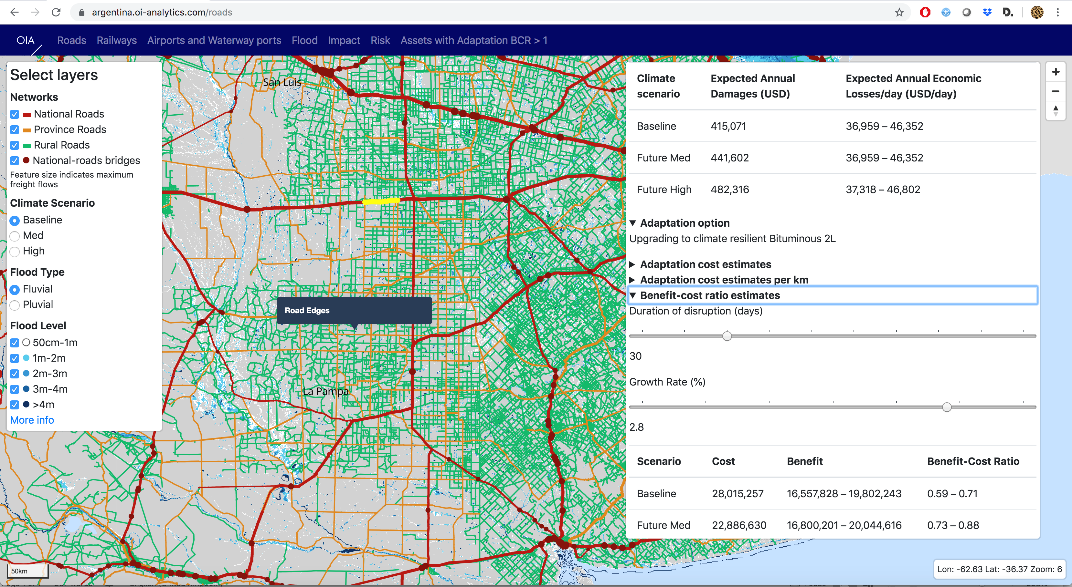 argentina.oi-analytics.com/roads
OIA Roads Railways Airports and Waterway ports Flood Impact Risk Assets with Adaptation BCR > 1
Select layers
Networks
National Roads
Province Roads
Rural Roads
National-roads bridges
Feature size indicates maximum
freight flows
Climate Scenario
Baseline
Med
High
Flood Type
Fluvial
Pluvial
Flood Level
50cm-1m
1m-2m
2m-3m
3m-4m
>4m
More info
50km
San Luis
Road Edges
La Pampa
Climate scenario Expected Annual Damages (USD) Expected Annual Economic Losses/day (USD/day)
Baseline 415,071 36,959 – 46,352
Future Med 441,602 36,959 – 46,352
Future High 482,316 37,318 – 46,802
Adaptation option
Upgrading to climate resilient Bituminous 2L
Adaptation cost estimates
Adaptation cost estimates per km
Benefit-cost ratio estimates
Duration of disruption (days)
30
Growth Rate (%)
2.8
Scenario Cost Benefit Benefit-Cost Ratio
Baseline 28,015,257 16,557,828 – 19,802,243 0.59 – 0.71
Future Med 22,886,630 16,800,201 – 20,044,616 0.73 – 0.88
Lon: -62.63 Lat: -36.37 Zoom: 6